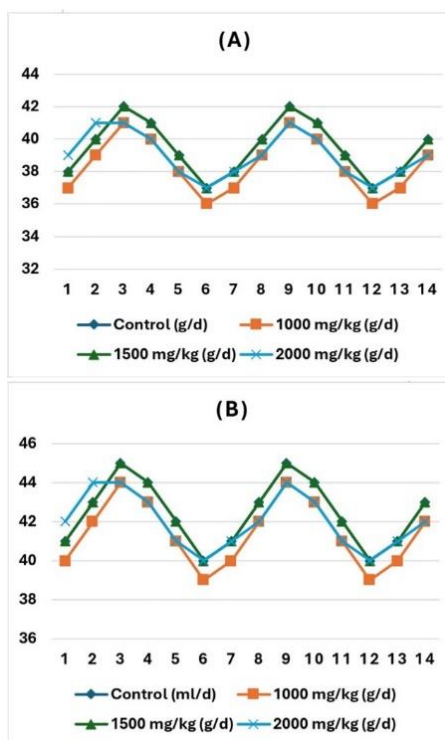 (A)
44
42
40
38
36
34
32
1 2 3 4 5 6 7 8 9 10 11 12 13 14
Control (g/d) 1000 mg/kg (g/d)
1500 mg/kg (g/d) 2000 mg/kg (g/d)
(B)
46
44
42
40
38
36
1 2 3 4 5 6 7 8 9 10 11 12 13 14
Control (ml/d) 1000 mg/kg (g/d)
1500 mg/kg (g/d) 2000 mg/kg (g/d)